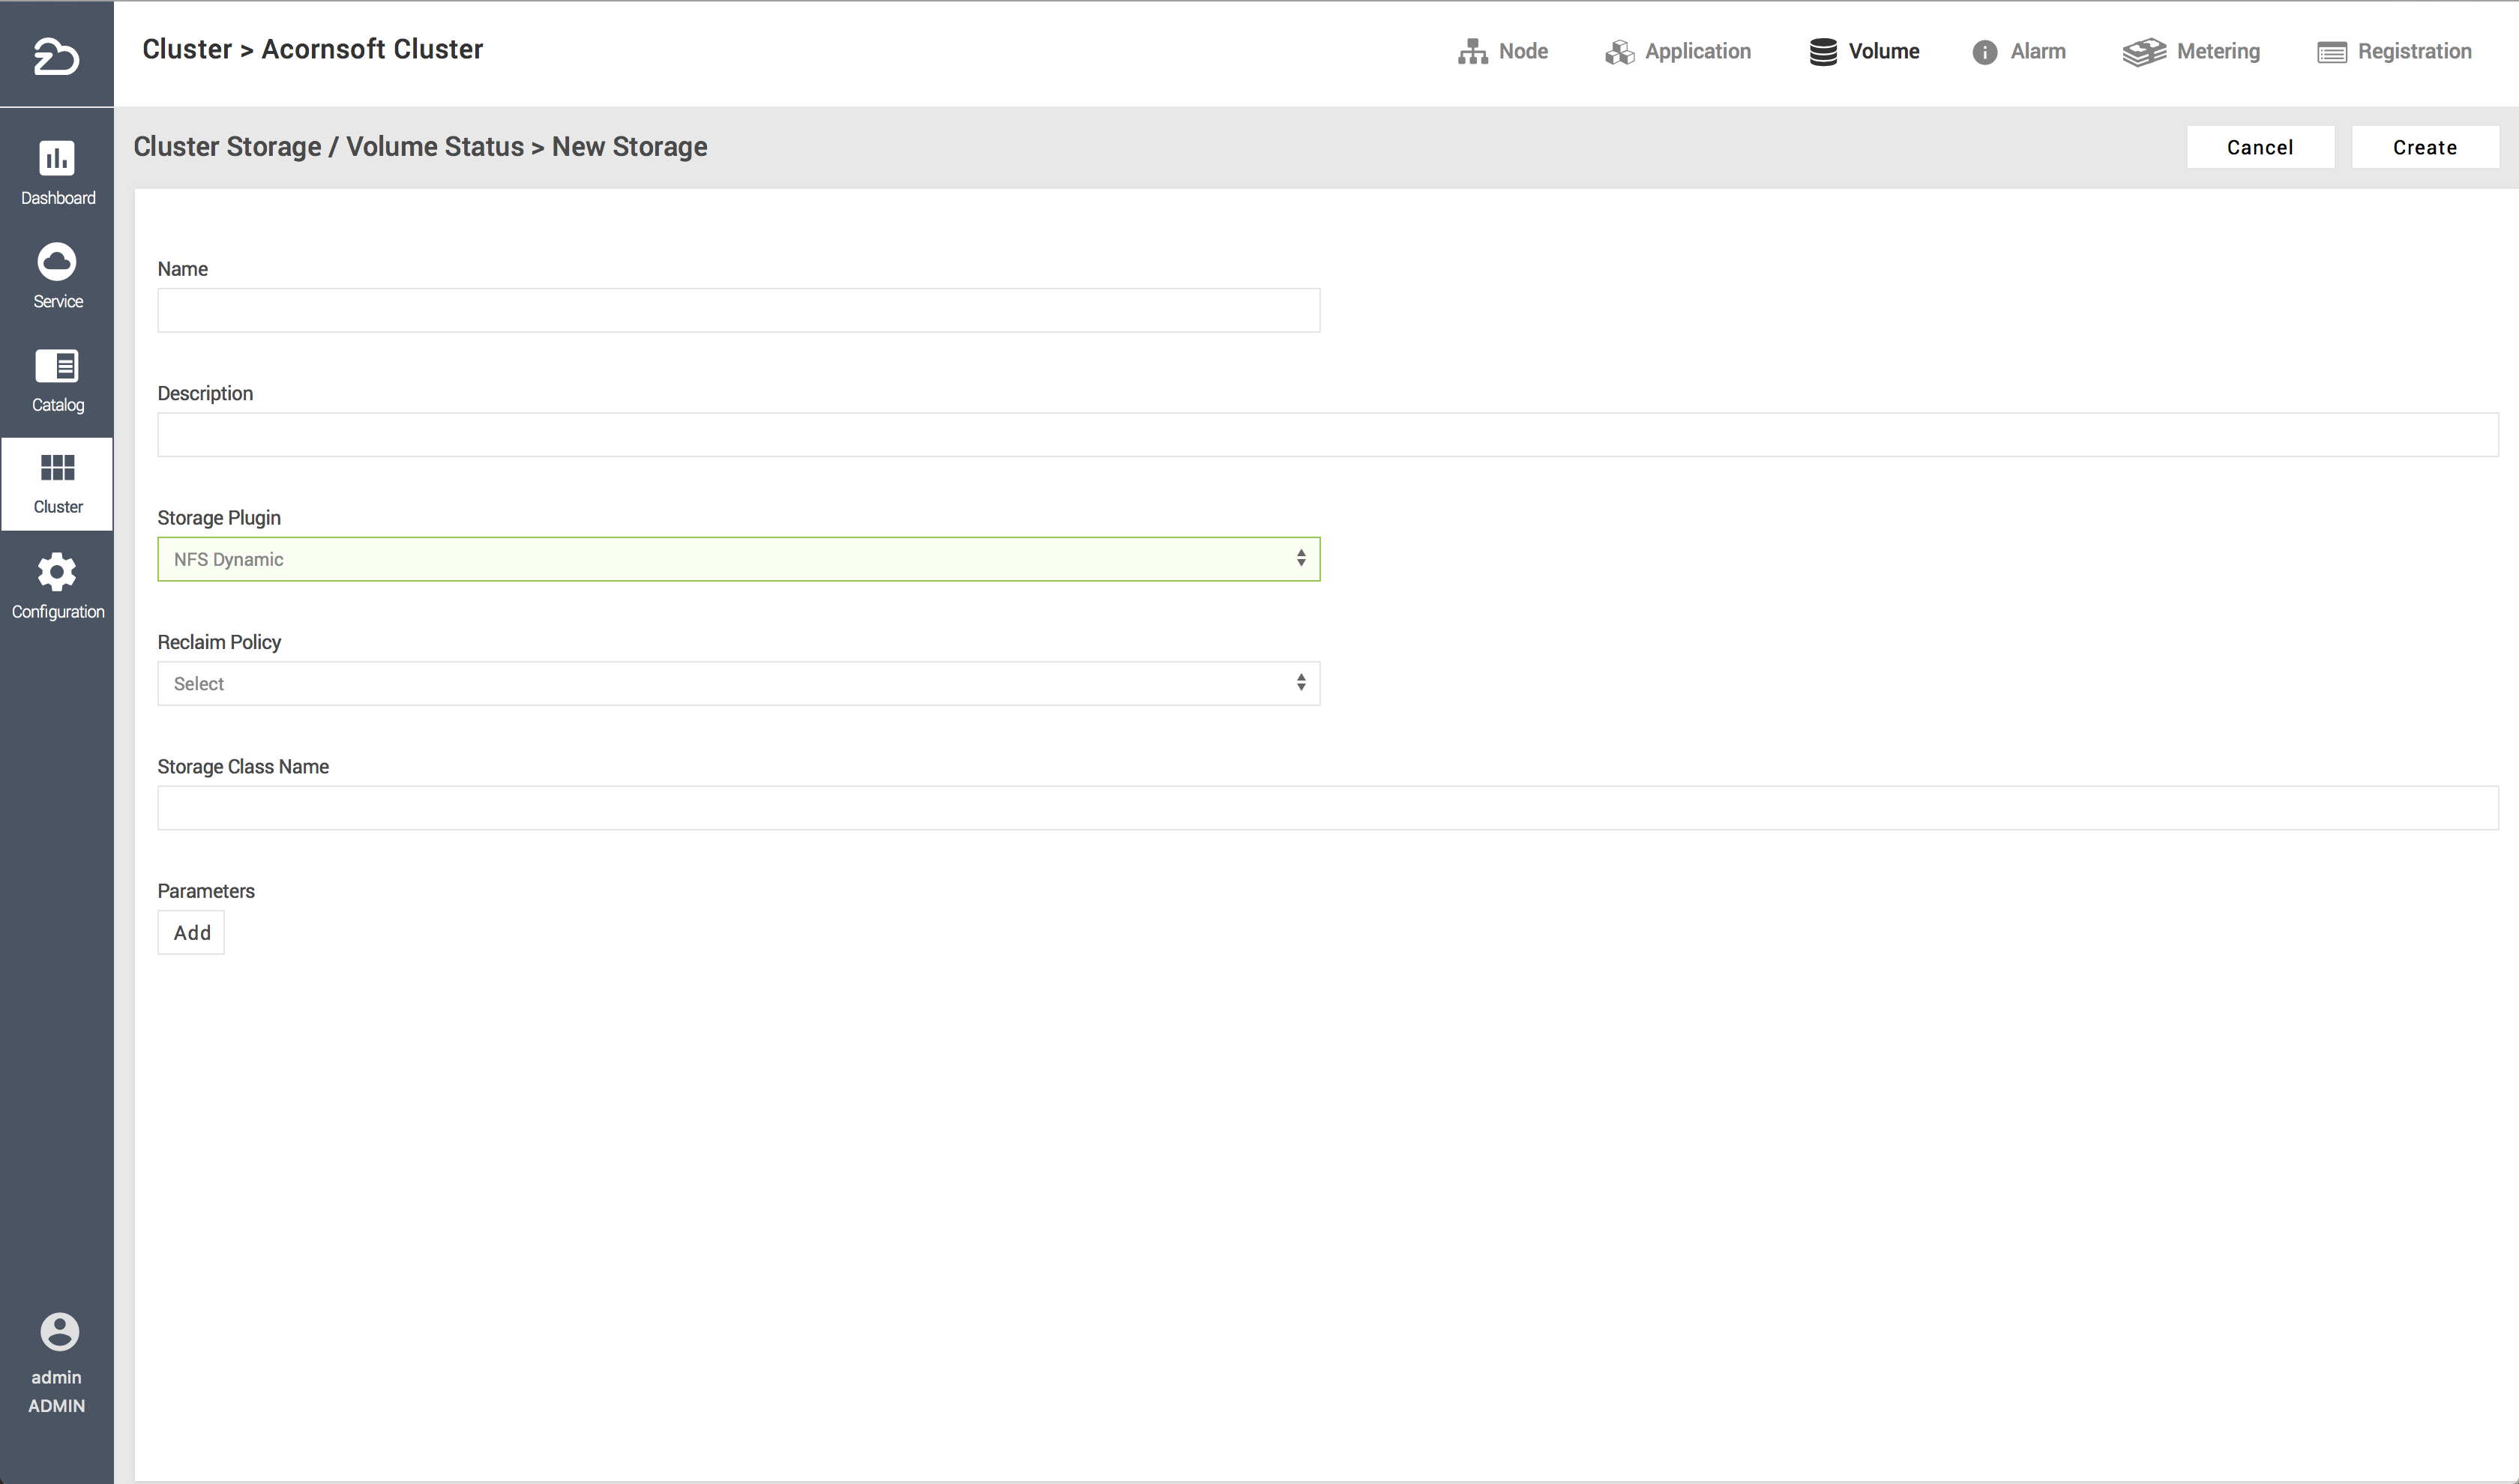 Cluster > Acornsoft Cluster
Node
Application
Volume
Alarm
Metering
Registration
Dashboard
Service
Catalog
Cluster
Configuration
admin
ADMIN
Cluster Storage / Volume Status > New Storage
Cancel
Create
Name
Description
Storage Plugin
NFS Dynamic
Reclaim Policy
Select
Storage Class Name
Parameters
Add